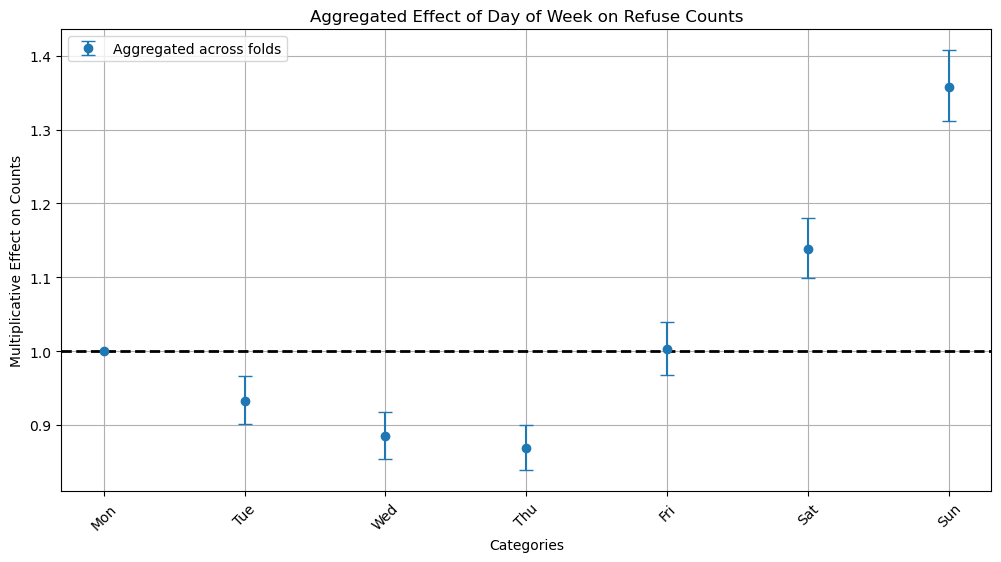 Aggregated Effect of Day of Week on Refuse Counts
Aggregated across folds
Multiplicative Effect on Counts
1.4
1.3
1.2
1.1
1.0
0.9
Mon
Tue
Wed
Thu
Fri
Sat
Sun
Categories